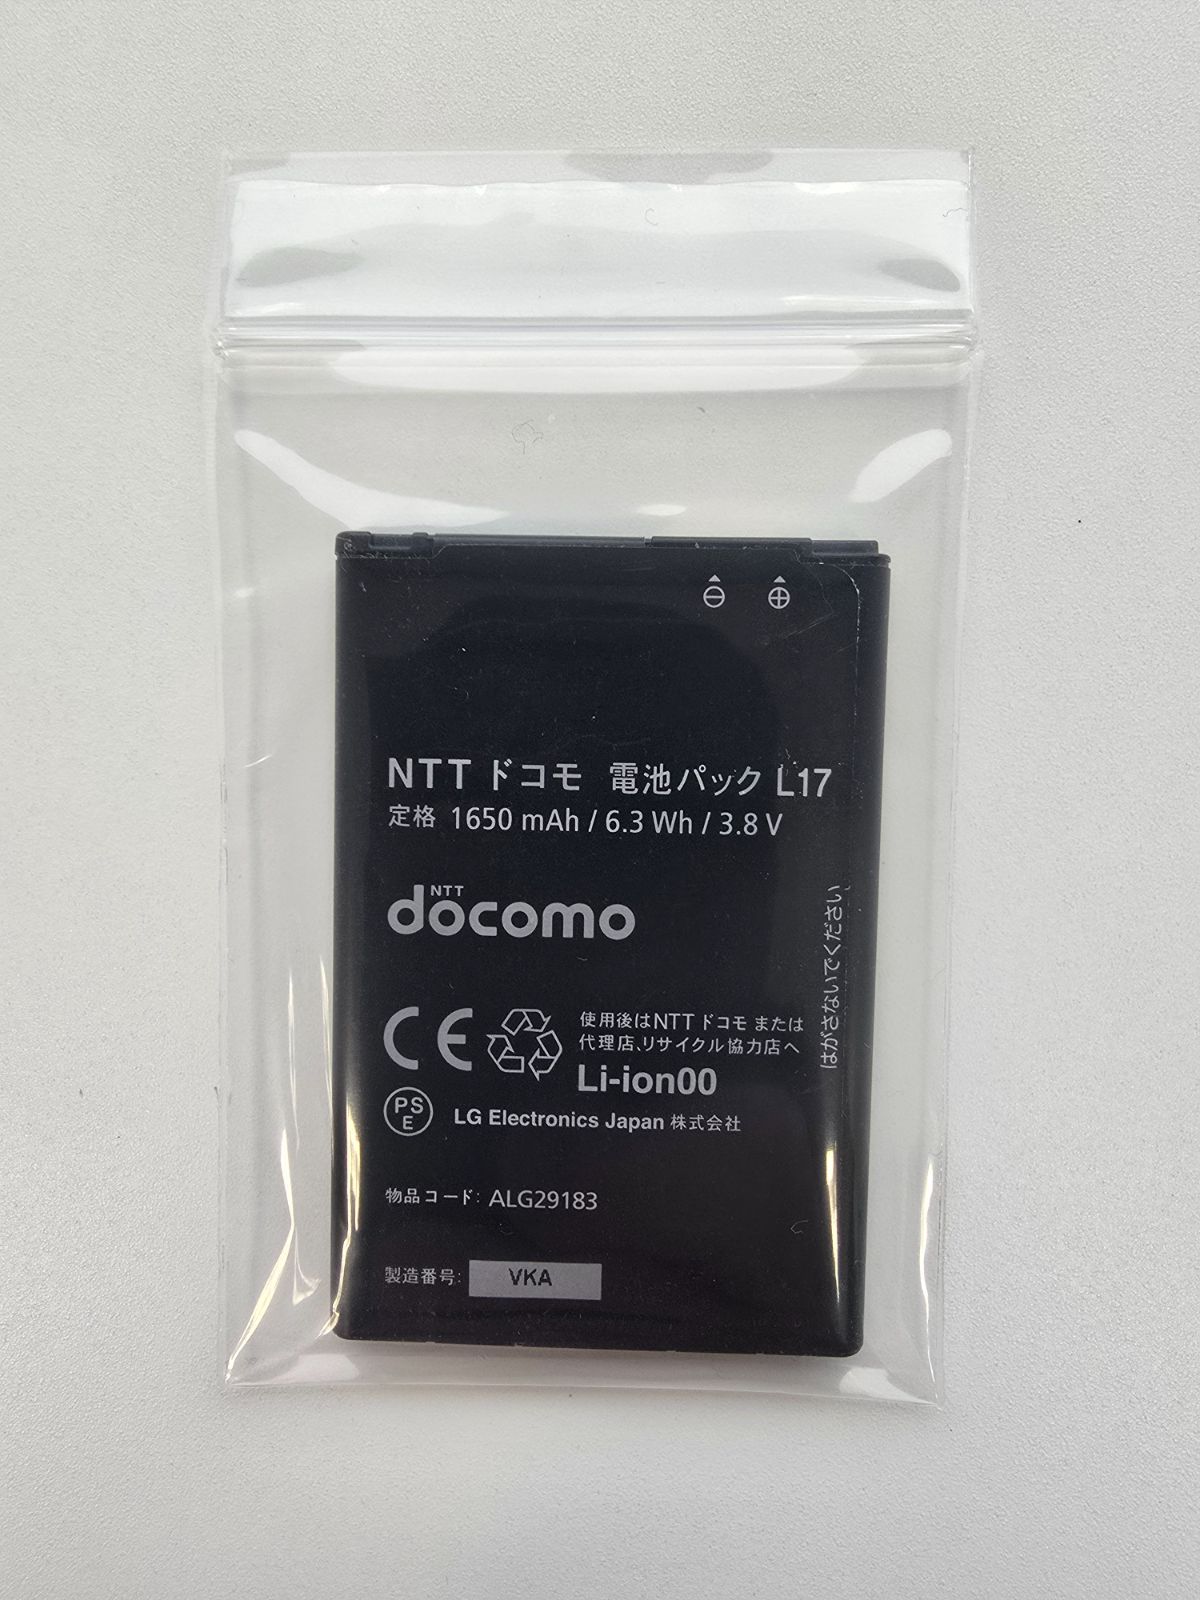 NTT ドコモ 電池パック L17
定格 1650 mAh / 6.3 Wh / 3.8 V
NTT
docomo
はがさないでください
CE
使用後はNTT ドコモ または
代理店、リサイクル協力店へ
Li-ion00
PS
E
LG Electronics Japan 株式会社
物品コード: ALG29183
製造番号: VKA